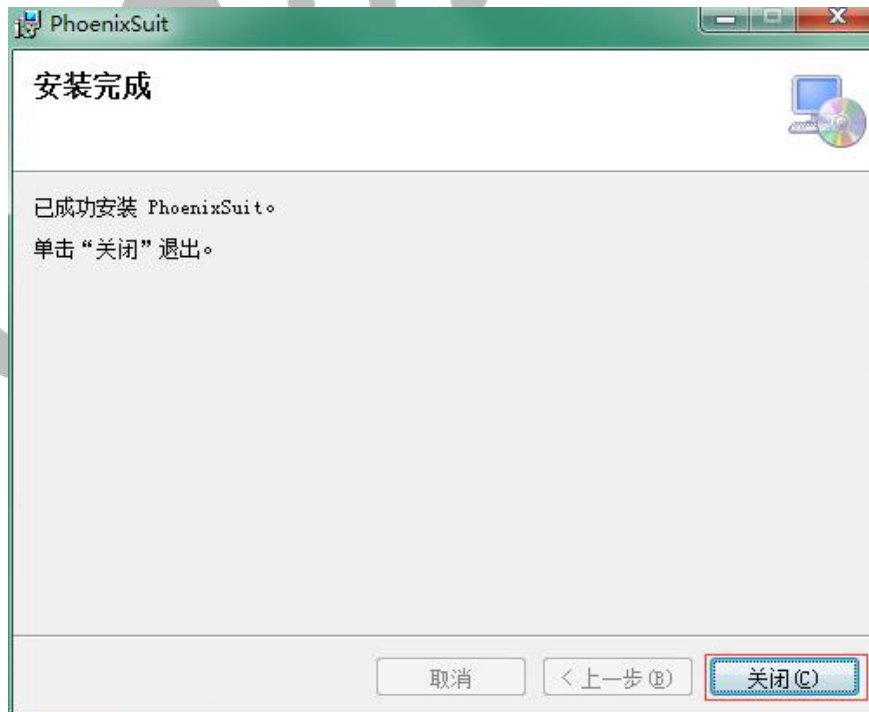 PhoenixSuit
安装完成
已成功安装 PhoenixSuit。
单击“关闭”退出。
取消
<上一步(B)
关闭(C)